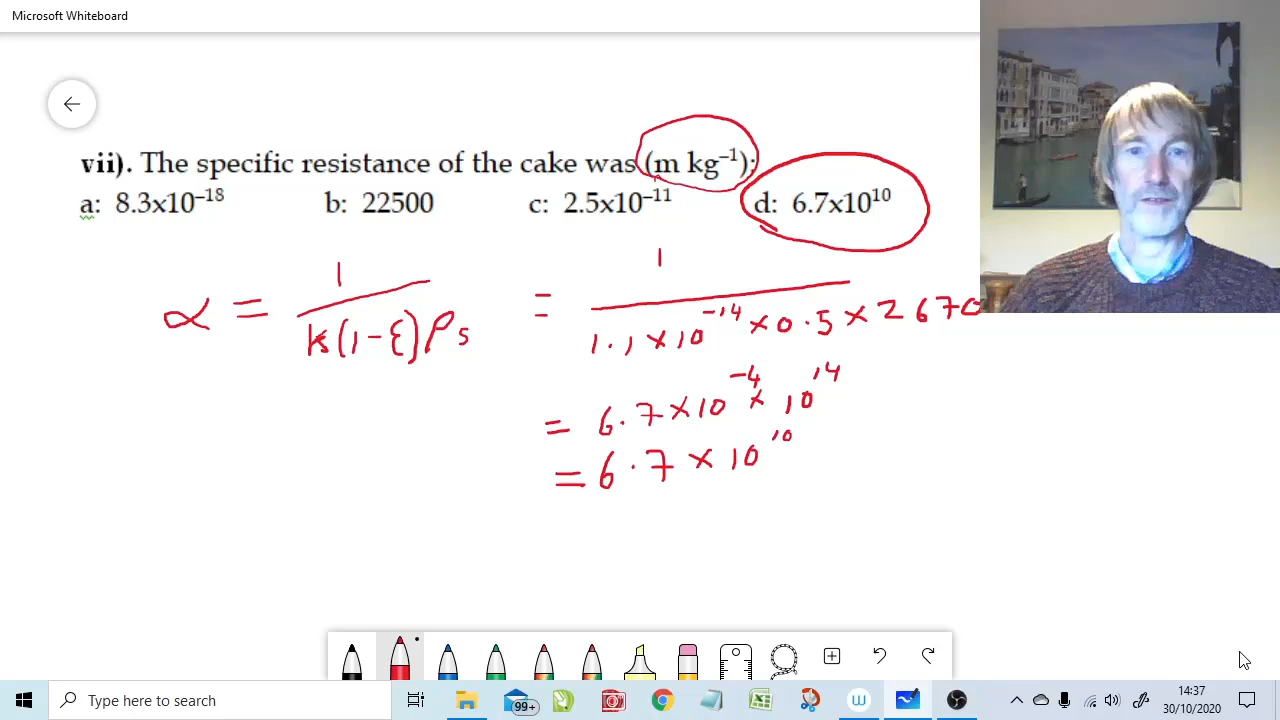 Microsoft Whiteboard
vii). The specific resistance of the cake was (m kg⁻¹):
a: 8.3x10⁻¹⁸ b: 22500 c: 2.5x10⁻¹¹ d: 6.7x10¹⁰
α = 1 / k(1-ε)ρs = 1 / 1.1 × 10⁻¹⁴ × 0.5 × 2670
= 6.7 × 10⁻⁴ × 10¹⁴
= 6.7 × 10¹⁰
99+
Type here to search
W
14:37
30/10/2020